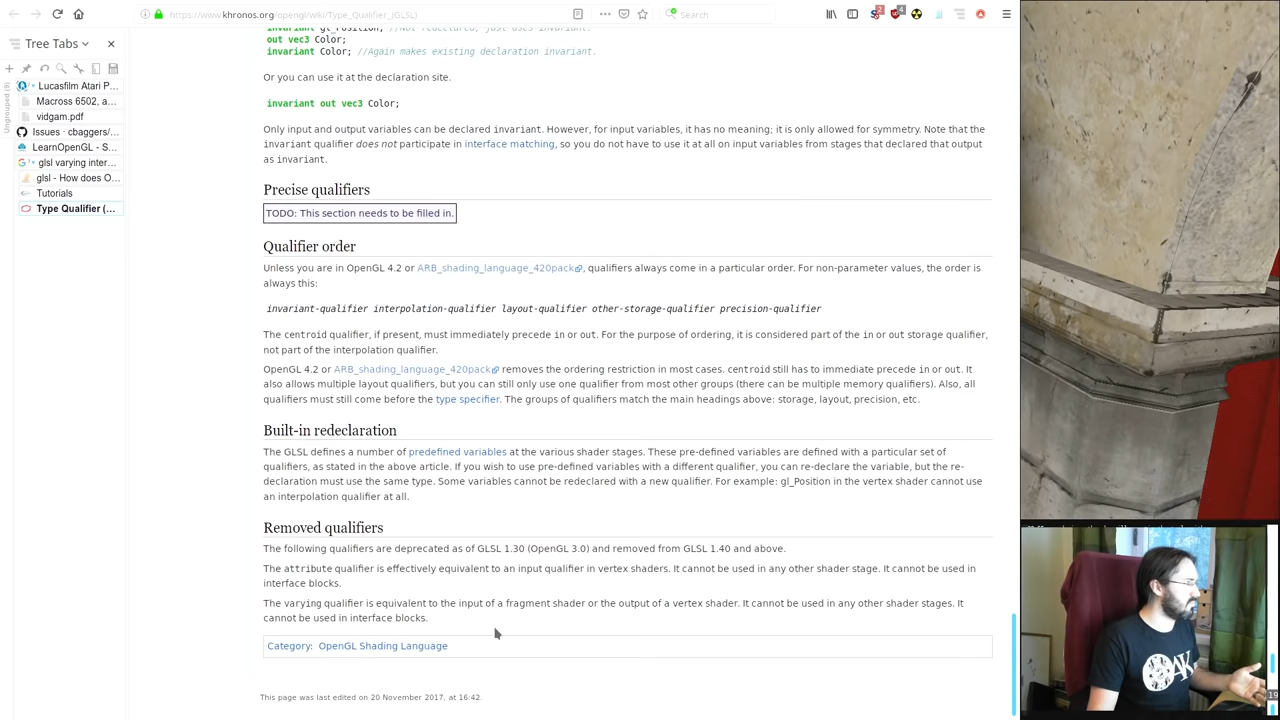 https://www.khronos.org/opengl/wiki/Type_Qualifier_(GLSL)
Search
2
4
Tree Tabs
Ungrouped (9)
Lucasfilm Atari P...
Macross 6502, a...
vidgam.pdf
Issues · cbaggers/...
LearnOpenGL - S...
glsl varying inter...
glsl - How does O...
Tutorials
Type Qualifier (...
invariant gl_Position; //Not redeclared, just uses invariant.
out vec3 Color;
invariant Color; //Again makes existing declaration invariant.
Or you can use it at the declaration site.
invariant out vec3 Color;
Only input and output variables can be declared invariant. However, for input variables, it has no meaning; it is only allowed for symmetry. Note that the
invariant qualifier does not participate in interface matching, so you do not have to use it at all on input variables from stages that declared that output
as invariant.
Precise qualifiers
TODO: This section needs to be filled in.
Qualifier order
Unless you are in OpenGL 4.2 or ARB_shading_language_420pack, qualifiers always come in a particular order. For non-parameter values, the order is
always this:
invariant-qualifier interpolation-qualifier layout-qualifier other-storage-qualifier precision-qualifier
The centroid qualifier, if present, must immediately precede in or out. For the purpose of ordering, it is considered part of the in or out storage qualifier,
not part of the interpolation qualifier.
OpenGL 4.2 or ARB_shading_language_420pack removes the ordering restriction in most cases. centroid still has to immediate precede in or out. It
also allows multiple layout qualifiers, but you can still only use one qualifier from most other groups (there can be multiple memory qualifiers). Also, all
qualifiers must still come before the type specifier. The groups of qualifiers match the main headings above: storage, layout, precision, etc.
Built-in redeclaration
The GLSL defines a number of predefined variables at the various shader stages. These pre-defined variables are defined with a particular set of
qualifiers, as stated in the above article. If you wish to use pre-defined variables with a different qualifier, you can re-declare the variable, but the re-
declaration must use the same type. Some variables cannot be redeclared with a new qualifier. For example: gl_Position in the vertex shader cannot use
an interpolation qualifier at all.
Removed qualifiers
The following qualifiers are deprecated as of GLSL 1.30 (OpenGL 3.0) and removed from GLSL 1.40 and above.
The attribute qualifier is effectively equivalent to an input qualifier in vertex shaders. It cannot be used in any other shader stage. It cannot be used in
interface blocks.
The varying qualifier is equivalent to the input of a fragment shader or the output of a vertex shader. It cannot be used in any other shader stages. It
cannot be used in interface blocks.
Category: OpenGL Shading Language
This page was last edited on 20 November 2017, at 16:42.
19